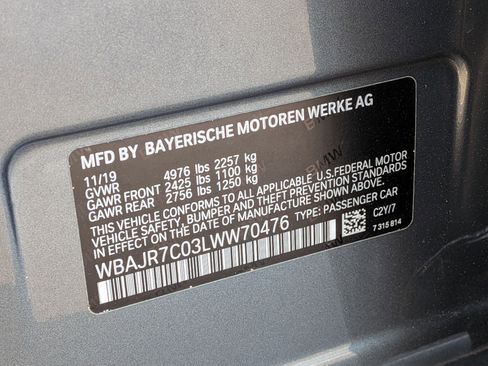 MFD BY BAYERISCHE MOTOREN WERKE AG
11/19
GVWR 4976 lbs 2257 kg
GAWR FRONT 2425 lbs 1100 kg
GAWR REAR 2756 lbs 1250 kg
THIS VEHICLE CONFORMS TO ALL APPLICABLE U.S. FEDERAL MOTOR
VEHICLE SAFETY, BUMPER, AND THEFT PREVENTION STANDARDS
IN EFFECT ON THE DATE OF MANUFACTURE SHOWN ABOVE.
WBAJR7C03LWW70476 TYPE: PASSENGER CAR
C2Y/7
7 315 814
BMW